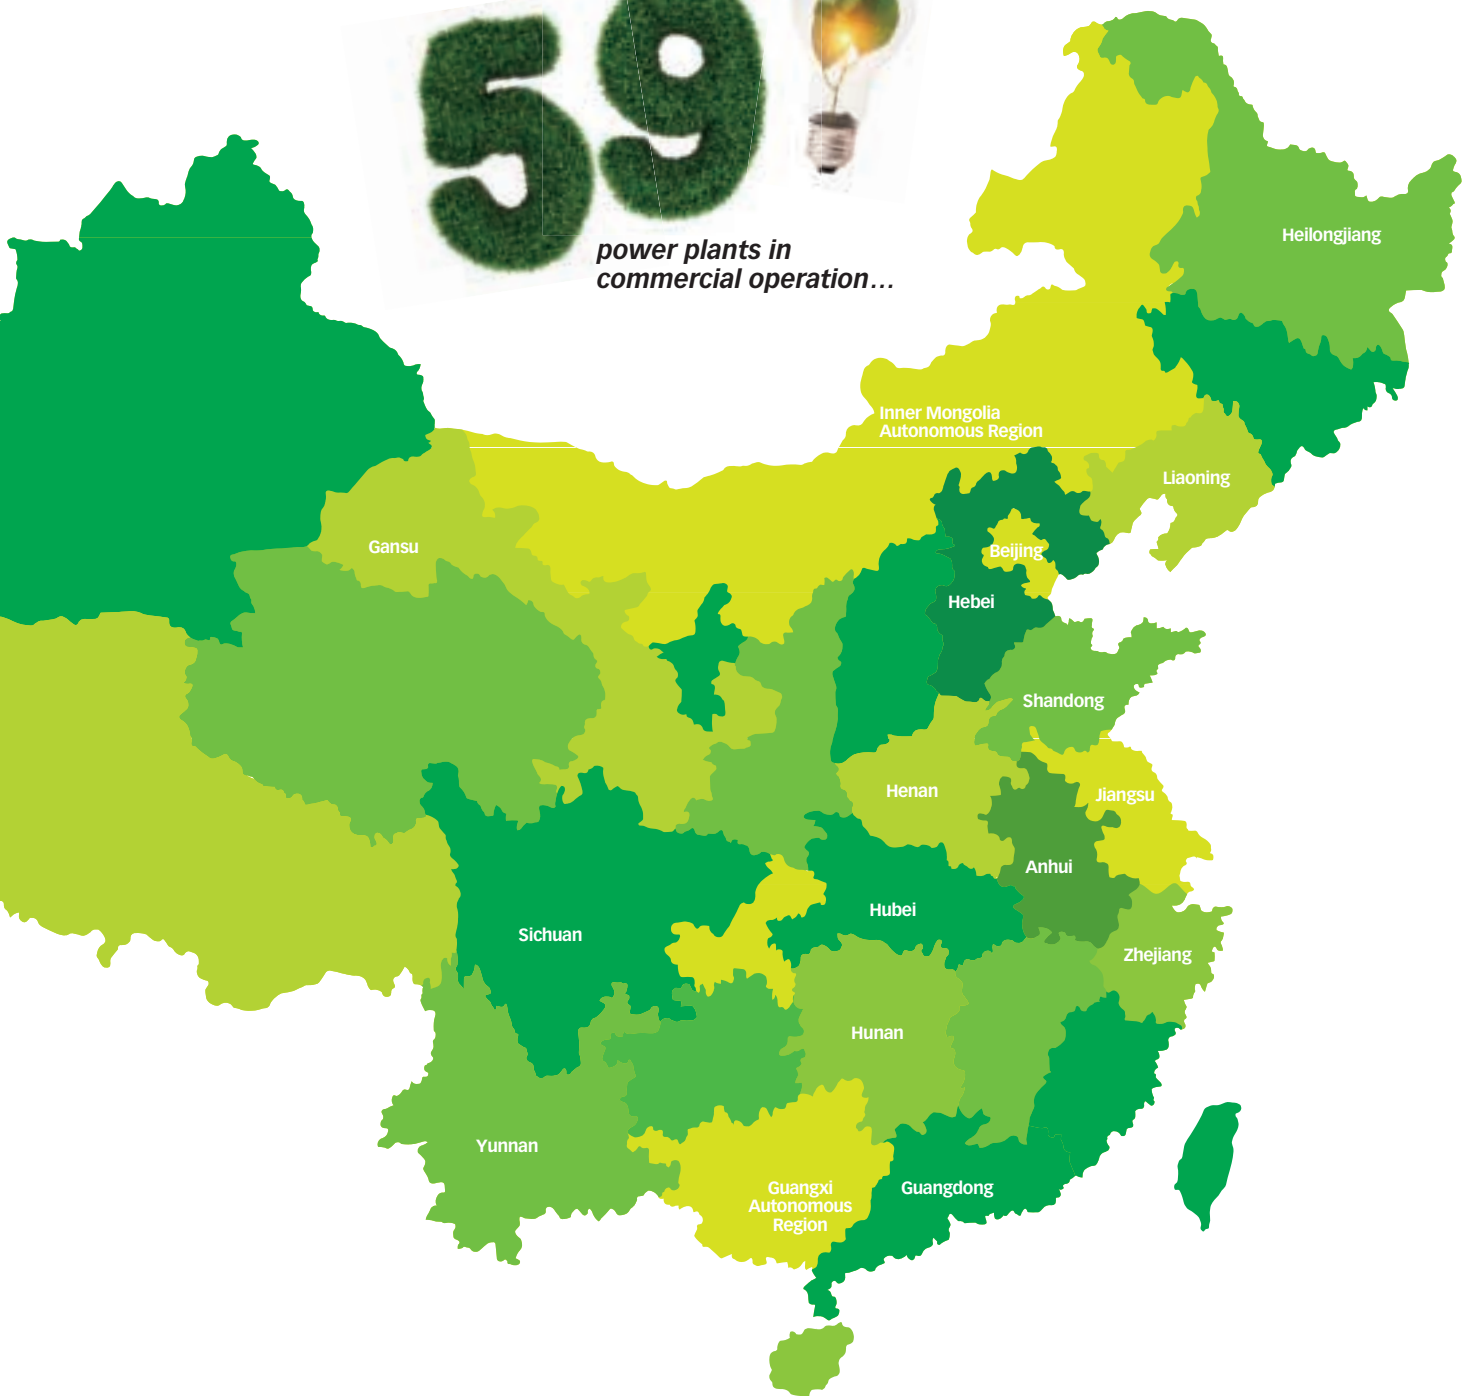 59
power plants in
commercial operation...
Heilongjiang
Inner Mongolia
Autonomous Region
Liaoning
Gansu
Beijing
Hebei
Shandong
Henan
Jiangsu
Anhui
Hubei
Sichuan
Zhejiang
Hunan
Yunnan
Guangxi
Autonomous
Region
Guangdong